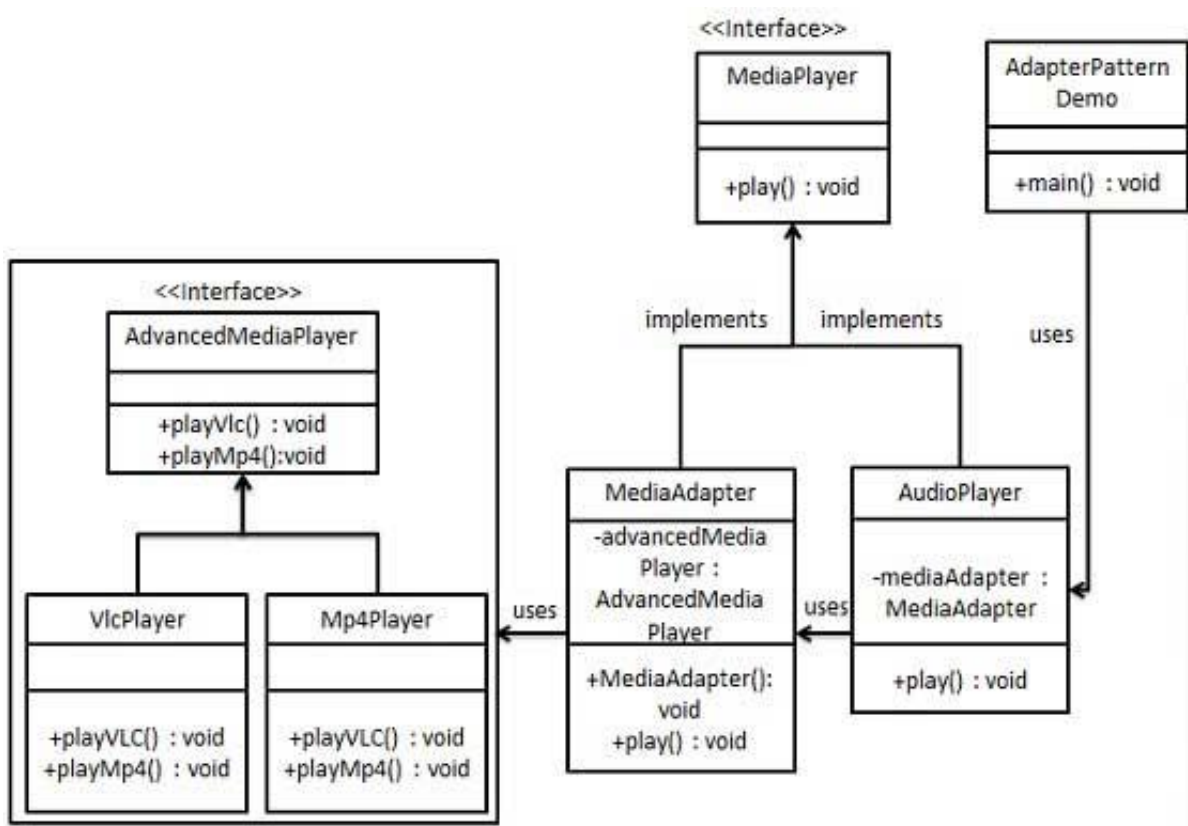 <<Interface>>
MediaPlayer
+play() : void
AdapterPattern
Demo
+main() : void
implements
implements
uses
<<Interface>>
AdvancedMediaPlayer
+playVlc() : void
+playMp4():void
VlcPlayer
+playVLC() : void
+playMp4() : void
Mp4Player
+playVLC() : void
+playMp4() : void
uses
MediaAdapter
-advancedMedia
Player :
AdvancedMedia
Player
+MediaAdapter():
void
+play() : void
uses
AudioPlayer
-mediaAdapter :
MediaAdapter
+play() : void